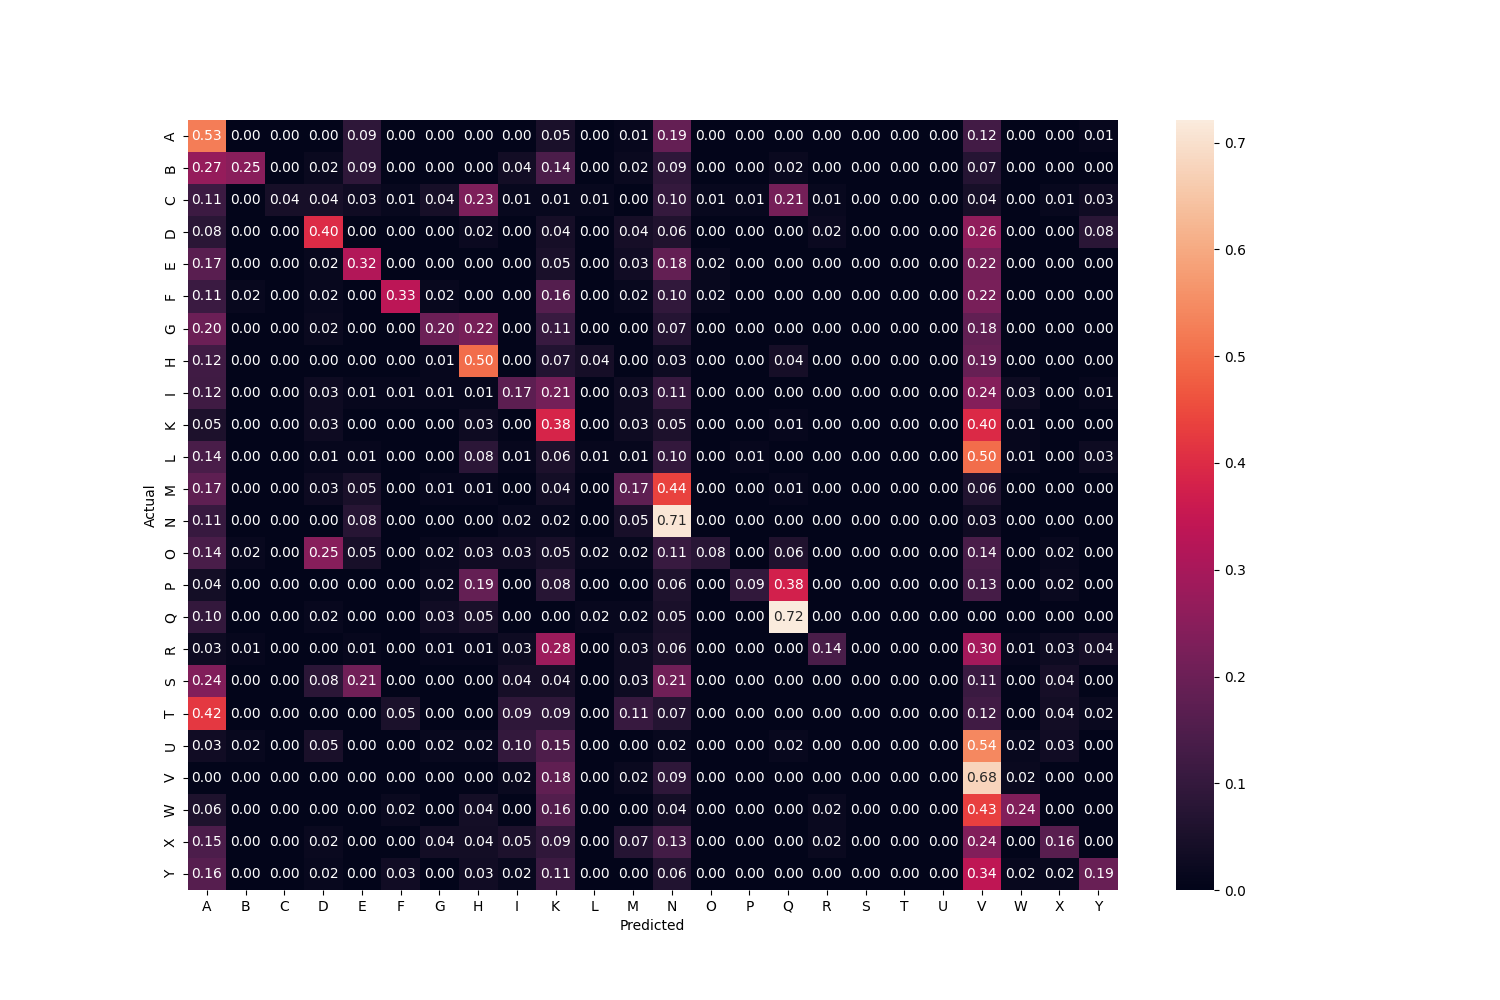 A 0.53 0.00 0.00 0.00 0.09 0.00 0.00 0.00 0.00 0.05 0.00 0.01 0.19 0.00 0.00 0.00 0.00 0.00 0.00 0.00 0.12 0.00 0.00 0.01
B 0.27 0.25 0.00 0.02 0.09 0.00 0.00 0.00 0.04 0.14 0.00 0.02 0.09 0.00 0.00 0.02 0.00 0.00 0.00 0.00 0.07 0.00 0.00 0.00
C 0.11 0.00 0.04 0.04 0.03 0.01 0.04 0.23 0.01 0.01 0.01 0.00 0.10 0.01 0.01 0.21 0.01 0.00 0.00 0.00 0.04 0.00 0.01 0.03
D 0.08 0.00 0.00 0.40 0.00 0.00 0.00 0.02 0.00 0.04 0.00 0.04 0.06 0.00 0.00 0.00 0.02 0.00 0.00 0.00 0.26 0.00 0.00 0.08
E 0.17 0.00 0.00 0.02 0.32 0.00 0.00 0.00 0.00 0.05 0.00 0.03 0.18 0.02 0.00 0.00 0.00 0.00 0.00 0.00 0.22 0.00 0.00 0.00
F 0.11 0.02 0.00 0.02 0.00 0.33 0.02 0.00 0.00 0.16 0.00 0.02 0.10 0.02 0.00 0.00 0.00 0.00 0.00 0.00 0.22 0.00 0.00 0.00
G 0.20 0.00 0.00 0.02 0.00 0.00 0.20 0.22 0.00 0.11 0.00 0.00 0.07 0.00 0.00 0.00 0.00 0.00 0.00 0.00 0.18 0.00 0.00 0.00
H 0.12 0.00 0.00 0.00 0.00 0.00 0.01 0.50 0.00 0.07 0.04 0.00 0.03 0.00 0.00 0.04 0.00 0.00 0.00 0.00 0.19 0.00 0.00 0.00
I 0.12 0.00 0.00 0.03 0.01 0.01 0.01 0.01 0.17 0.21 0.00 0.03 0.11 0.00 0.00 0.00 0.00 0.00 0.00 0.00 0.24 0.03 0.00 0.01
K 0.05 0.00 0.00 0.03 0.00 0.00 0.00 0.03 0.00 0.38 0.00 0.03 0.05 0.00 0.00 0.01 0.00 0.00 0.00 0.00 0.40 0.01 0.00 0.00
L 0.14 0.00 0.00 0.01 0.01 0.00 0.00 0.08 0.01 0.06 0.01 0.01 0.10 0.00 0.01 0.00 0.00 0.00 0.00 0.00 0.50 0.01 0.00 0.03
M 0.17 0.00 0.00 0.03 0.05 0.00 0.01 0.01 0.00 0.04 0.00 0.17 0.44 0.00 0.00 0.01 0.00 0.00 0.00 0.00 0.06 0.00 0.00 0.00
N 0.11 0.00 0.00 0.00 0.08 0.00 0.00 0.00 0.02 0.02 0.00 0.05 0.71 0.00 0.00 0.00 0.00 0.00 0.00 0.00 0.03 0.00 0.00 0.00
O 0.14 0.02 0.00 0.25 0.05 0.00 0.02 0.03 0.03 0.05 0.02 0.02 0.11 0.08 0.00 0.06 0.00 0.00 0.00 0.00 0.14 0.00 0.02 0.00
P 0.04 0.00 0.00 0.00 0.00 0.00 0.02 0.19 0.00 0.08 0.00 0.00 0.06 0.00 0.09 0.38 0.00 0.00 0.00 0.00 0.13 0.00 0.02 0.00
Q 0.10 0.00 0.00 0.02 0.00 0.00 0.03 0.05 0.00 0.00 0.02 0.02 0.05 0.00 0.00 0.72 0.00 0.00 0.00 0.00 0.00 0.00 0.00 0.00
R 0.03 0.01 0.00 0.00 0.01 0.00 0.01 0.01 0.03 0.28 0.00 0.03 0.06 0.00 0.00 0.00 0.14 0.00 0.00 0.00 0.30 0.01 0.03 0.04
S 0.24 0.00 0.00 0.08 0.21 0.00 0.00 0.00 0.04 0.04 0.00 0.03 0.21 0.00 0.00 0.00 0.00 0.00 0.00 0.00 0.11 0.00 0.04 0.00
T 0.42 0.00 0.00 0.00 0.00 0.05 0.00 0.00 0.09 0.09 0.00 0.11 0.07 0.00 0.00 0.00 0.00 0.00 0.00 0.00 0.12 0.00 0.04 0.02
U 0.03 0.02 0.00 0.05 0.00 0.00 0.02 0.02 0.10 0.15 0.00 0.00 0.02 0.00 0.00 0.02 0.00 0.00 0.00 0.00 0.54 0.02 0.03 0.00
V 0.00 0.00 0.00 0.00 0.00 0.00 0.00 0.00 0.02 0.18 0.00 0.02 0.09 0.00 0.00 0.00 0.00 0.00 0.00 0.00 0.68 0.02 0.00 0.00
W 0.06 0.00 0.00 0.00 0.00 0.02 0.00 0.04 0.00 0.16 0.00 0.00 0.04 0.00 0.00 0.00 0.02 0.00 0.00 0.00 0.43 0.24 0.00 0.00
X 0.15 0.00 0.00 0.02 0.00 0.00 0.04 0.04 0.05 0.09 0.00 0.07 0.13 0.00 0.00 0.00 0.02 0.00 0.00 0.00 0.24 0.00 0.16 0.00
Y 0.16 0.00 0.00 0.02 0.00 0.03 0.00 0.03 0.02 0.11 0.00 0.00 0.06 0.00 0.00 0.00 0.00 0.00 0.00 0.00 0.34 0.02 0.02 0.19
A B C D E F G H I K L M N O P Q R S T U V W X Y
Predicted
Actual
0.7
0.6
0.5
0.4
0.3
0.2
0.1
0.0